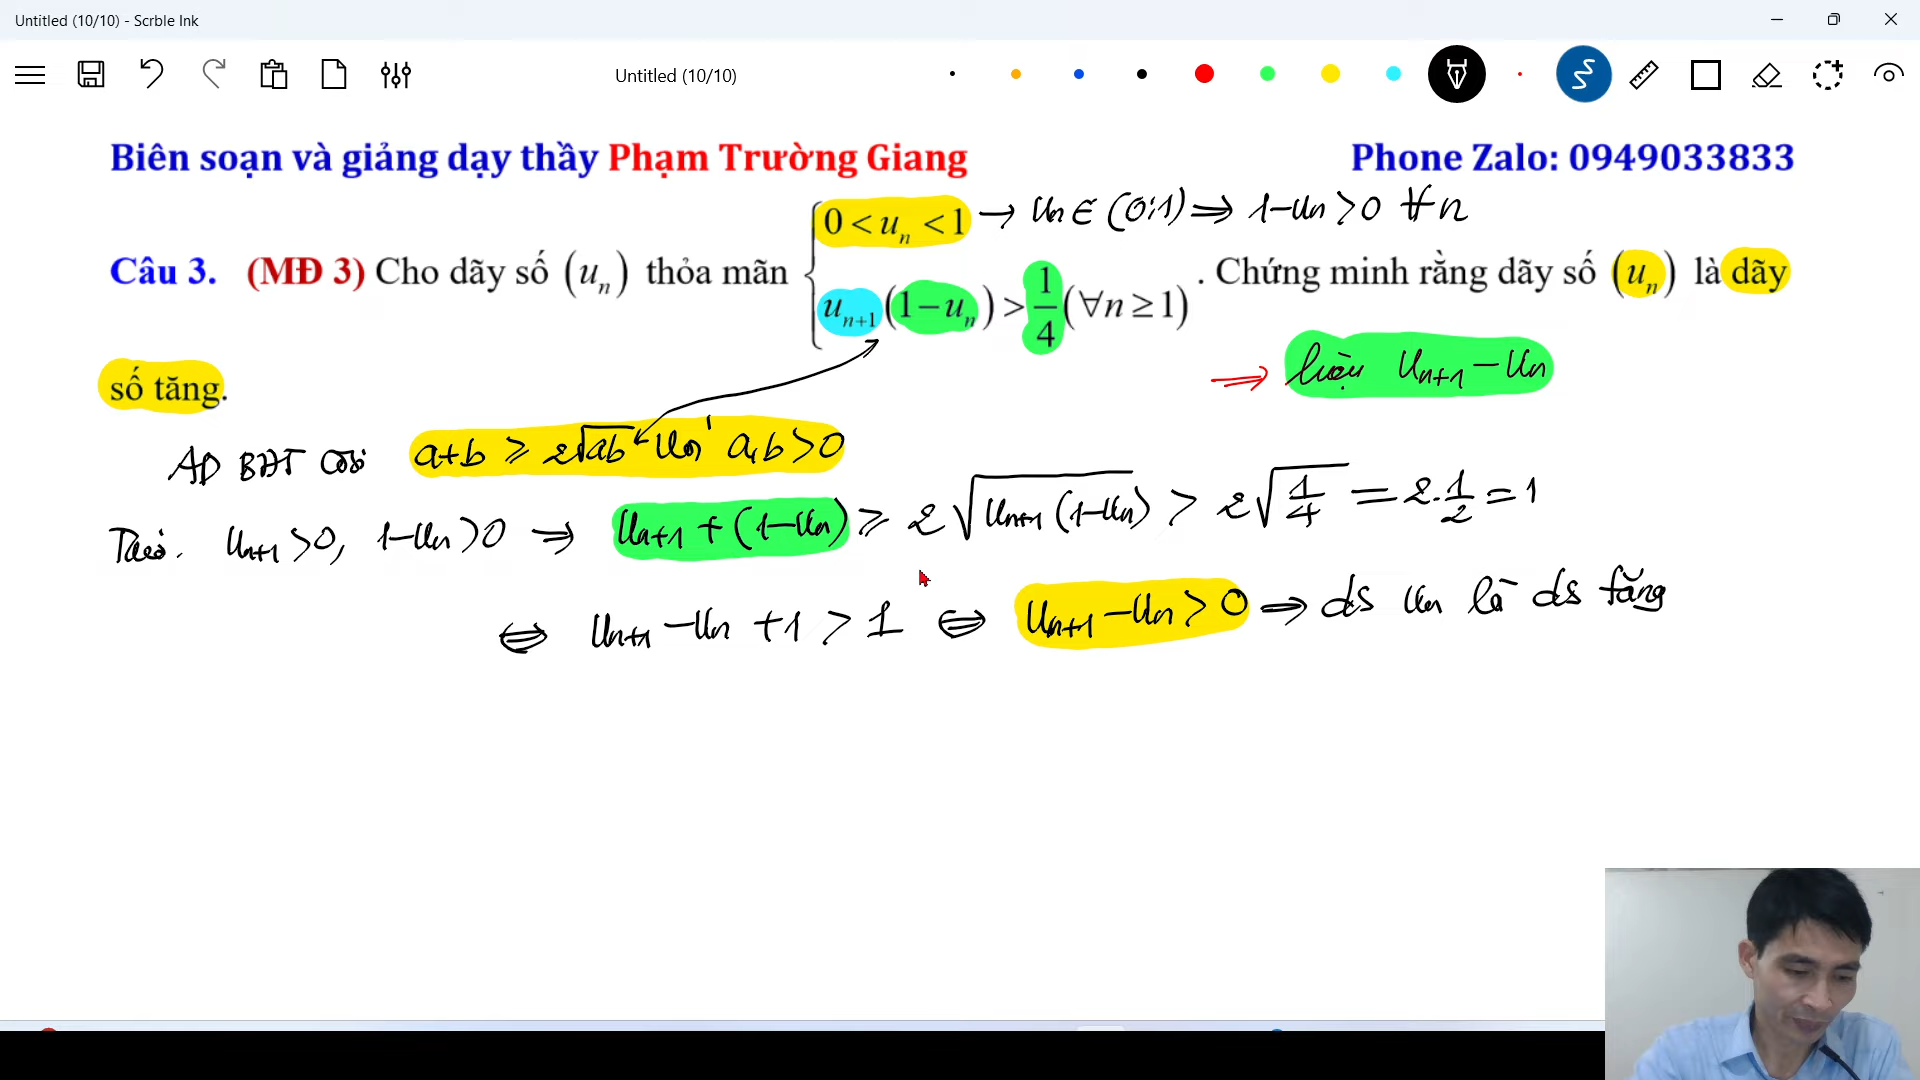 Untitled (10/10) - Scrble Ink
Untitled (10/10)
Biên soạn và giảng dạy thầy Phạm Trường Giang Phone Zalo: 0949033833
0 < uₙ < 1 → uₙ ∈ (0;1) ⇒ 1-uₙ > 0 ∀n
Câu 3. (MĐ 3) Cho dãy số (uₙ) thỏa mãn uₙ₊₁(1-uₙ) > 1/4 (∀n ≥ 1). Chứng minh rằng dãy số (uₙ) là dãy
số tăng.
⇒ hiệu uₙ₊₁ - uₙ
AD BĐT Côsi a+b ≥ 2√ab với a,b > 0
uₙ₊₁ > 0, 1-uₙ > 0 ⇒ uₙ₊₁ + (1-uₙ) ≥ 2√(uₙ₊₁(1-uₙ)) > 2√(1/4) = 2.1/2 = 1
⇔ uₙ₊₁ - uₙ + 1 > 1 ⇔ uₙ₊₁ - uₙ > 0 ⇒ ds uₙ là ds tăng